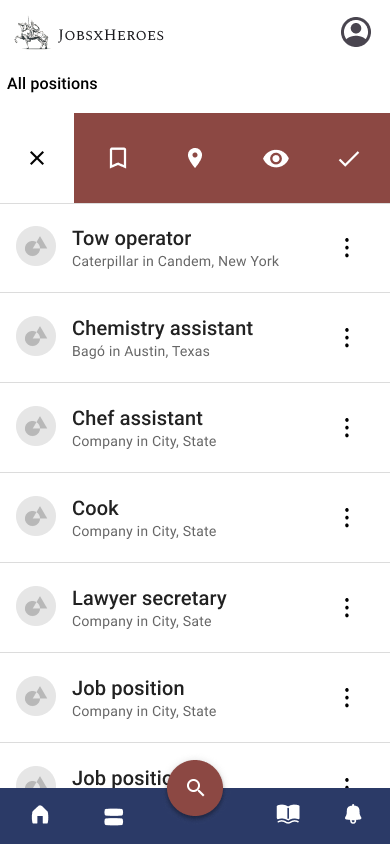 JobsxHeroes
All positions
Tow operator
Caterpillar in Candem, New York
Chemistry assistant
Bagó in Austin, Texas
Chef assistant
Company in City, State
Cook
Company in City, State
Lawyer secretary
Company in City, Sate
Job position
Company in City, State
Job positio